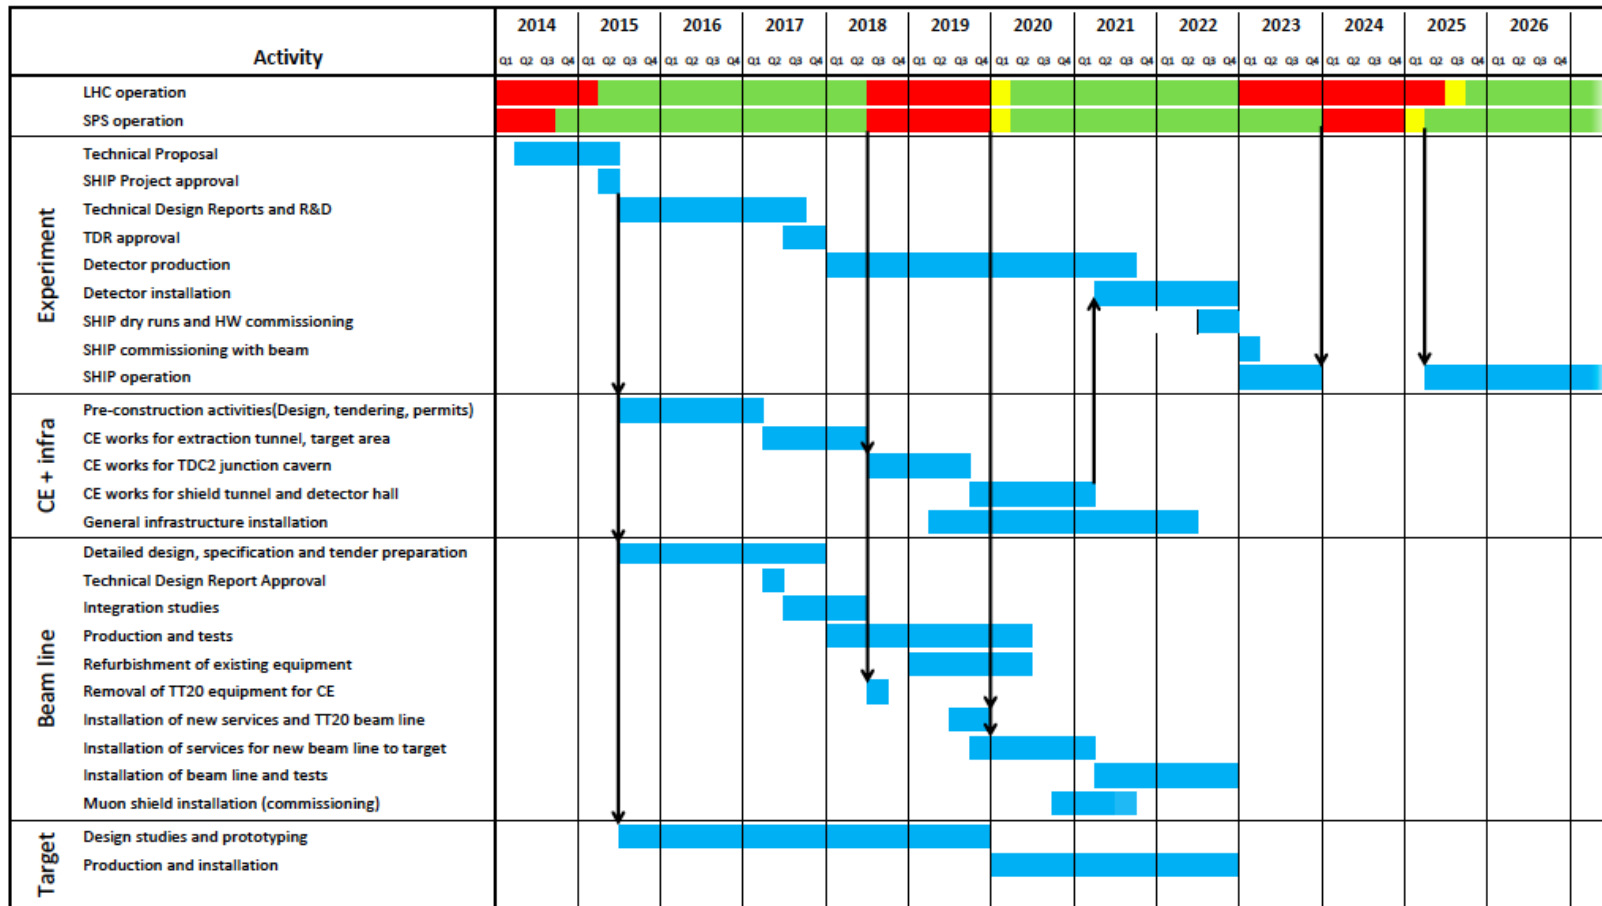 2014 2015 2016 2017 2018 2019 2020 2021 2022 2023 2024 2025 2026
Activity
Q1 Q2 Q3 Q4 Q1 Q2 Q3 Q4 Q1 Q2 Q3 Q4 Q1 Q2 Q3 Q4 Q1 Q2 Q3 Q4 Q1 Q2 Q3 Q4 Q1 Q2 Q3 Q4 Q1 Q2 Q3 Q4 Q1 Q2 Q3 Q4 Q1 Q2 Q3 Q4 Q1 Q2 Q3 Q4 Q1 Q2 Q3 Q4 Q1 Q2 Q3 Q4
LHC operation
SPS operation
Experiment
Technical Proposal
SHIP Project approval
Technical Design Reports and R&D
TDR approval
Detector production
Detector installation
SHIP dry runs and HW commissioning
SHIP commissioning with beam
SHIP operation
CE + infra
Pre-construction activities(Design, tendering, permits)
CE works for extraction tunnel, target area
CE works for TDC2 junction cavern
CE works for shield tunnel and detector hall
General infrastructure installation
Beam line
Detailed design, specification and tender preparation
Technical Design Report Approval
Integration studies
Production and tests
Refurbishment of existing equipment
Removal of TT20 equipment for CE
Installation of new services and TT20 beam line
Installation of services for new beam line to target
Installation of beam line and tests
Muon shield installation (commissioning)
Target
Design studies and prototyping
Production and installation